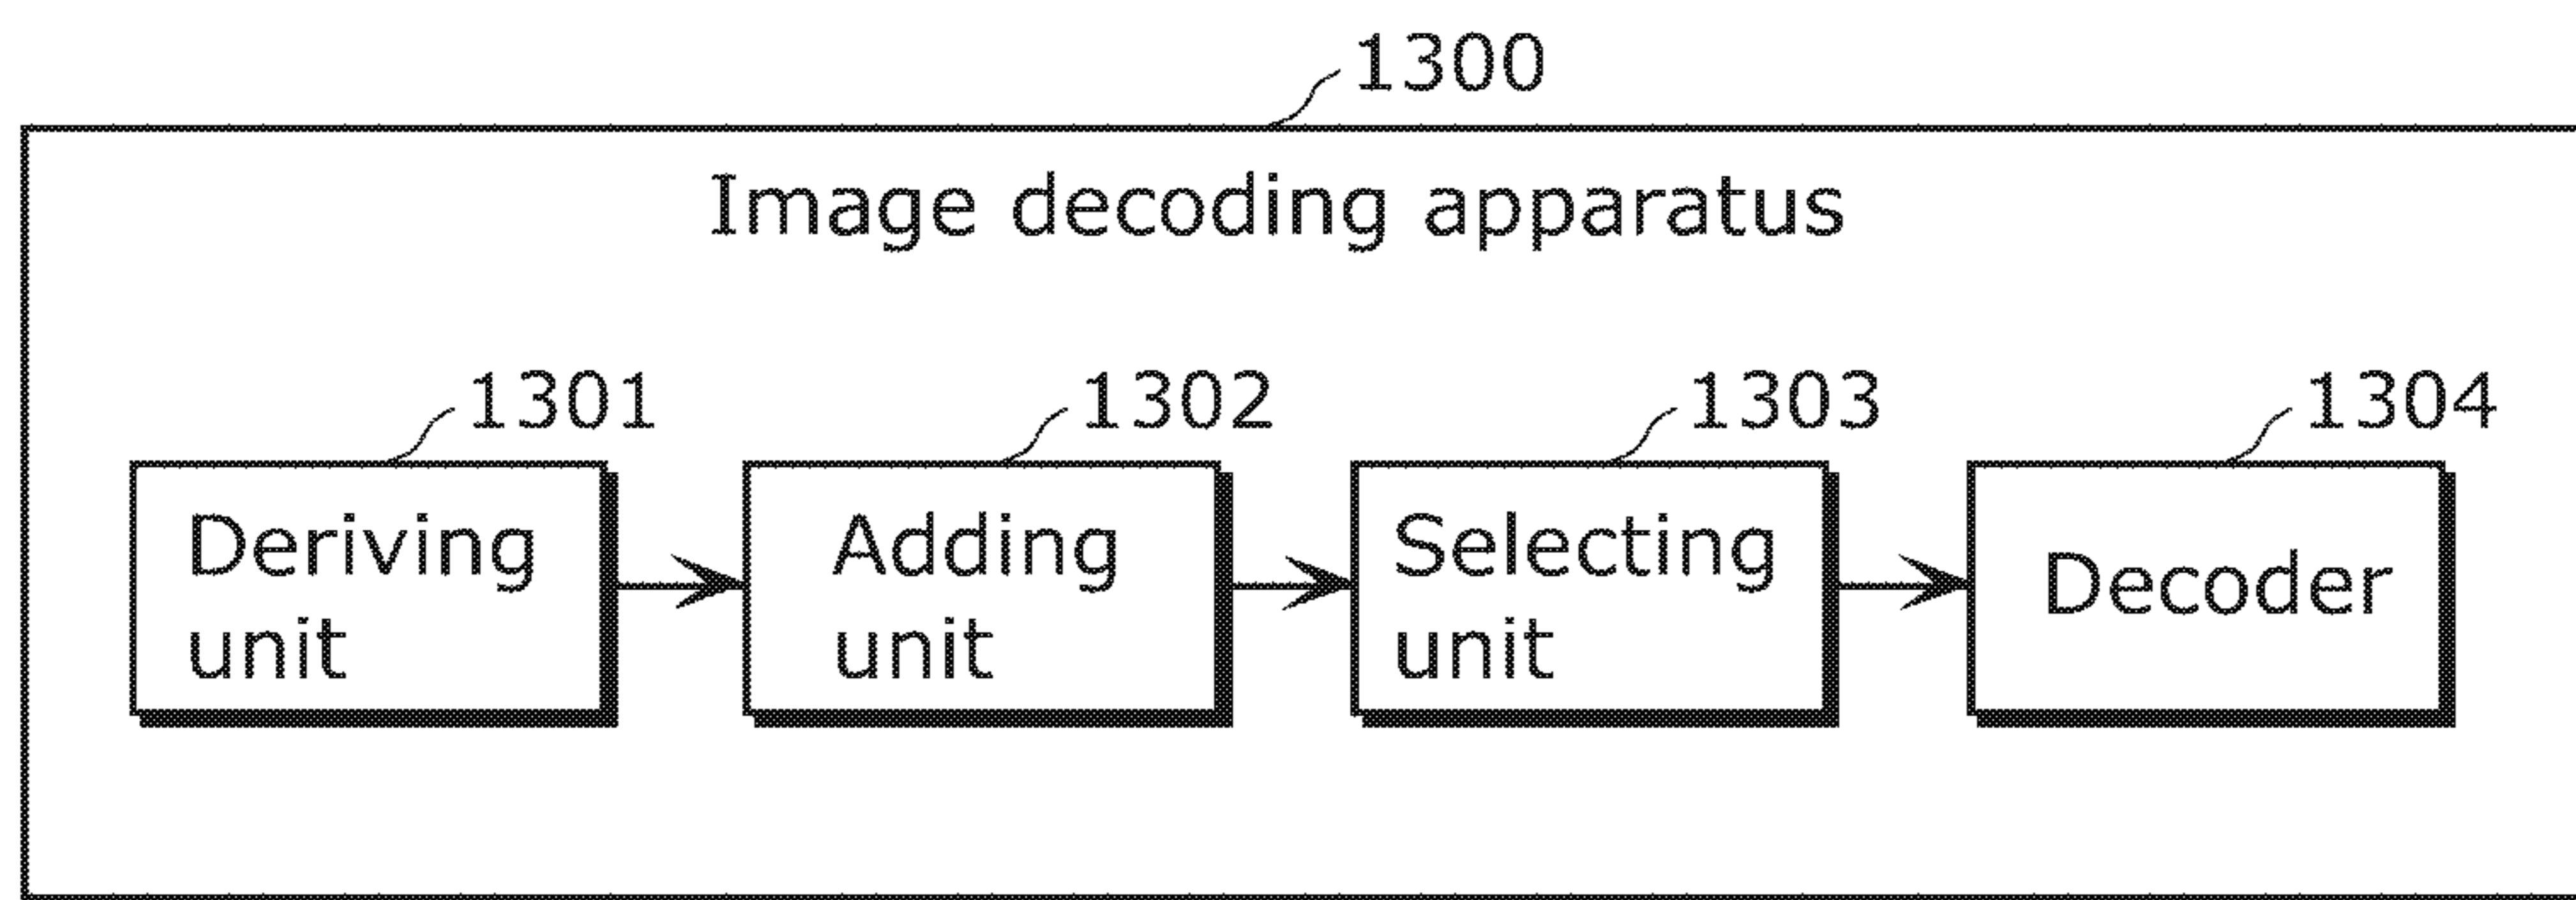 1300
Image decoding apparatus
1301
1302
1303
1304
Deriving
unit
Adding
unit
Selecting
unit
Decoder